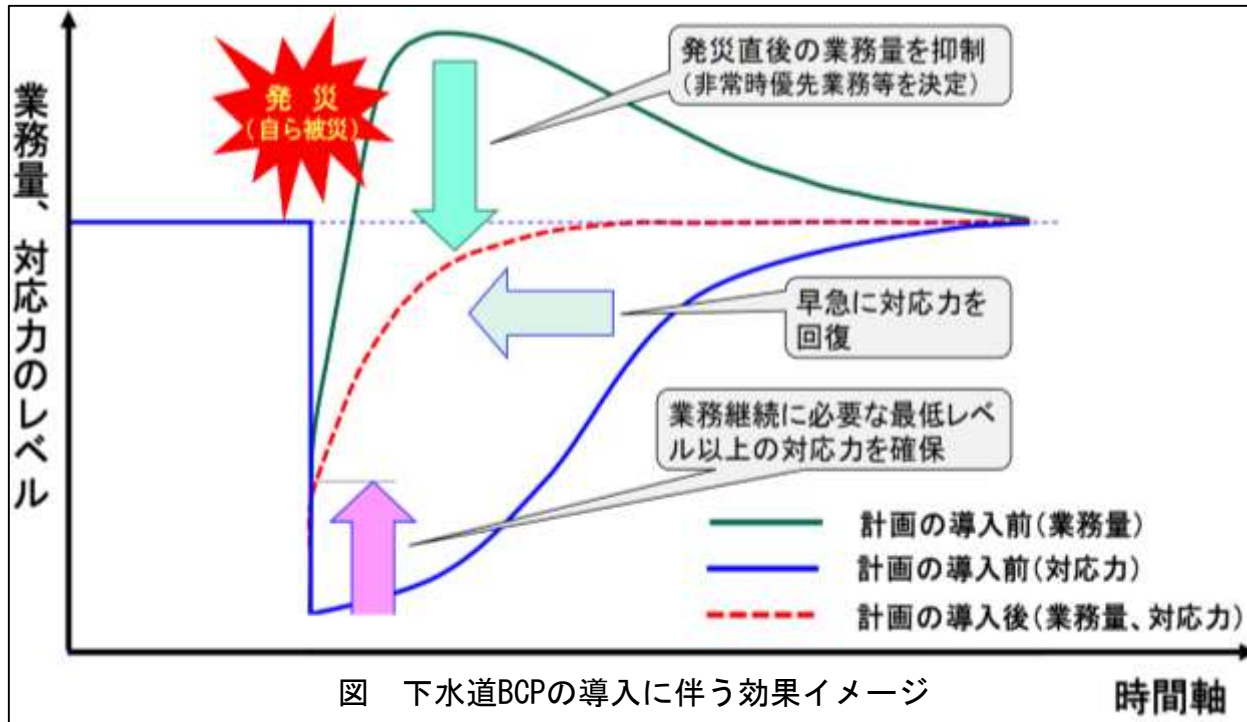 業務量、対応力のレベル
発 災
(自ら被災)
発災直後の業務量を抑制
(非常時優先業務等を決定)
早急に対応力を
回復
業務継続に必要な最低レベ
ル以上の対応力を確保
計画の導入前(業務量)
計画の導入前(対応力)
計画の導入後(業務量、対応力)
図 下水道BCPの導入に伴う効果イメージ
時間軸